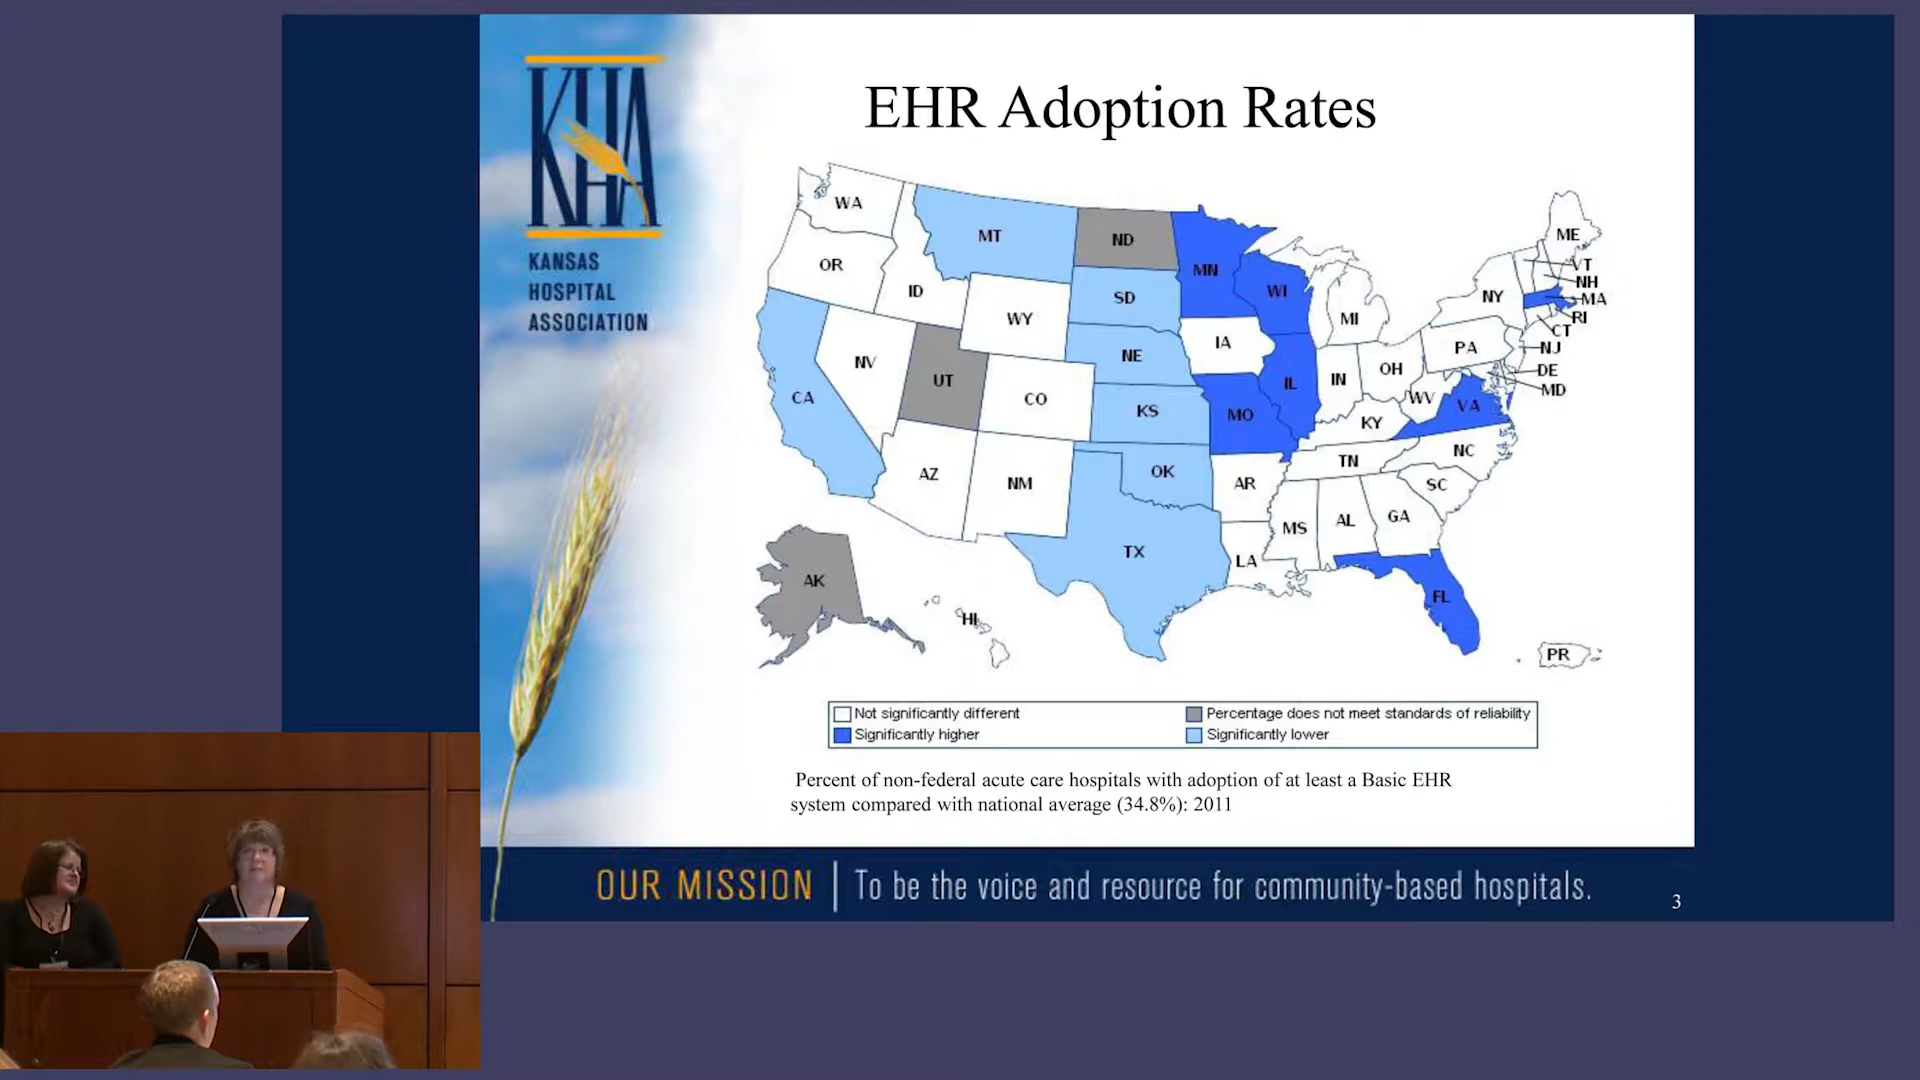 KHA
KANSAS
HOSPITAL
ASSOCIATION
EHR Adoption Rates
WA
OR
ID
MT
ND
MN
WI
SD
WY
NE
IA
MI
NV
UT
CO
KS
MO
IL
IN
OH
CA
AZ
NM
OK
TX
AR
LA
MS
AL
GA
TN
KY
WV
VA
NC
SC
FL
PA
NY
ME
VT
NH
MA
RI
CT
NJ
DE
MD
AK
HI
PR
Not significantly different
Percentage does not meet standards of reliability
Significantly higher
Significantly lower
Percent of non-federal acute care hospitals with adoption of at least a Basic EHR
system compared with national average (34.8%): 2011
OUR MISSION | To be the voice and resource for community-based hospitals.
3